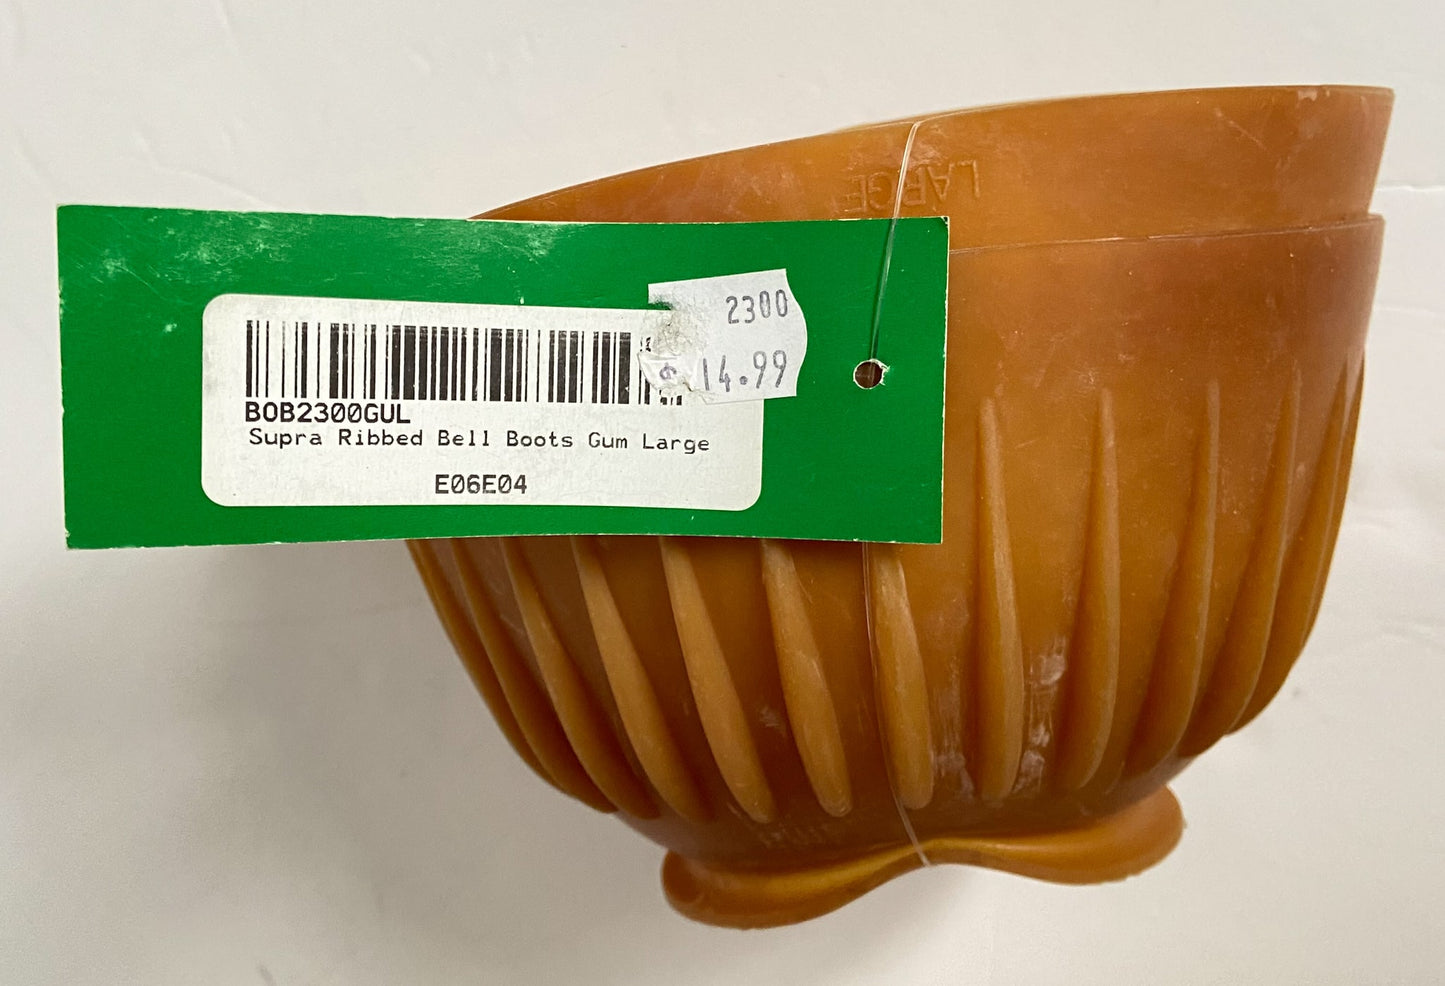 LARGE
2300
14.99
BOB2300GUL
Supra Ribbed Bell Boots Gum Large
E06E04